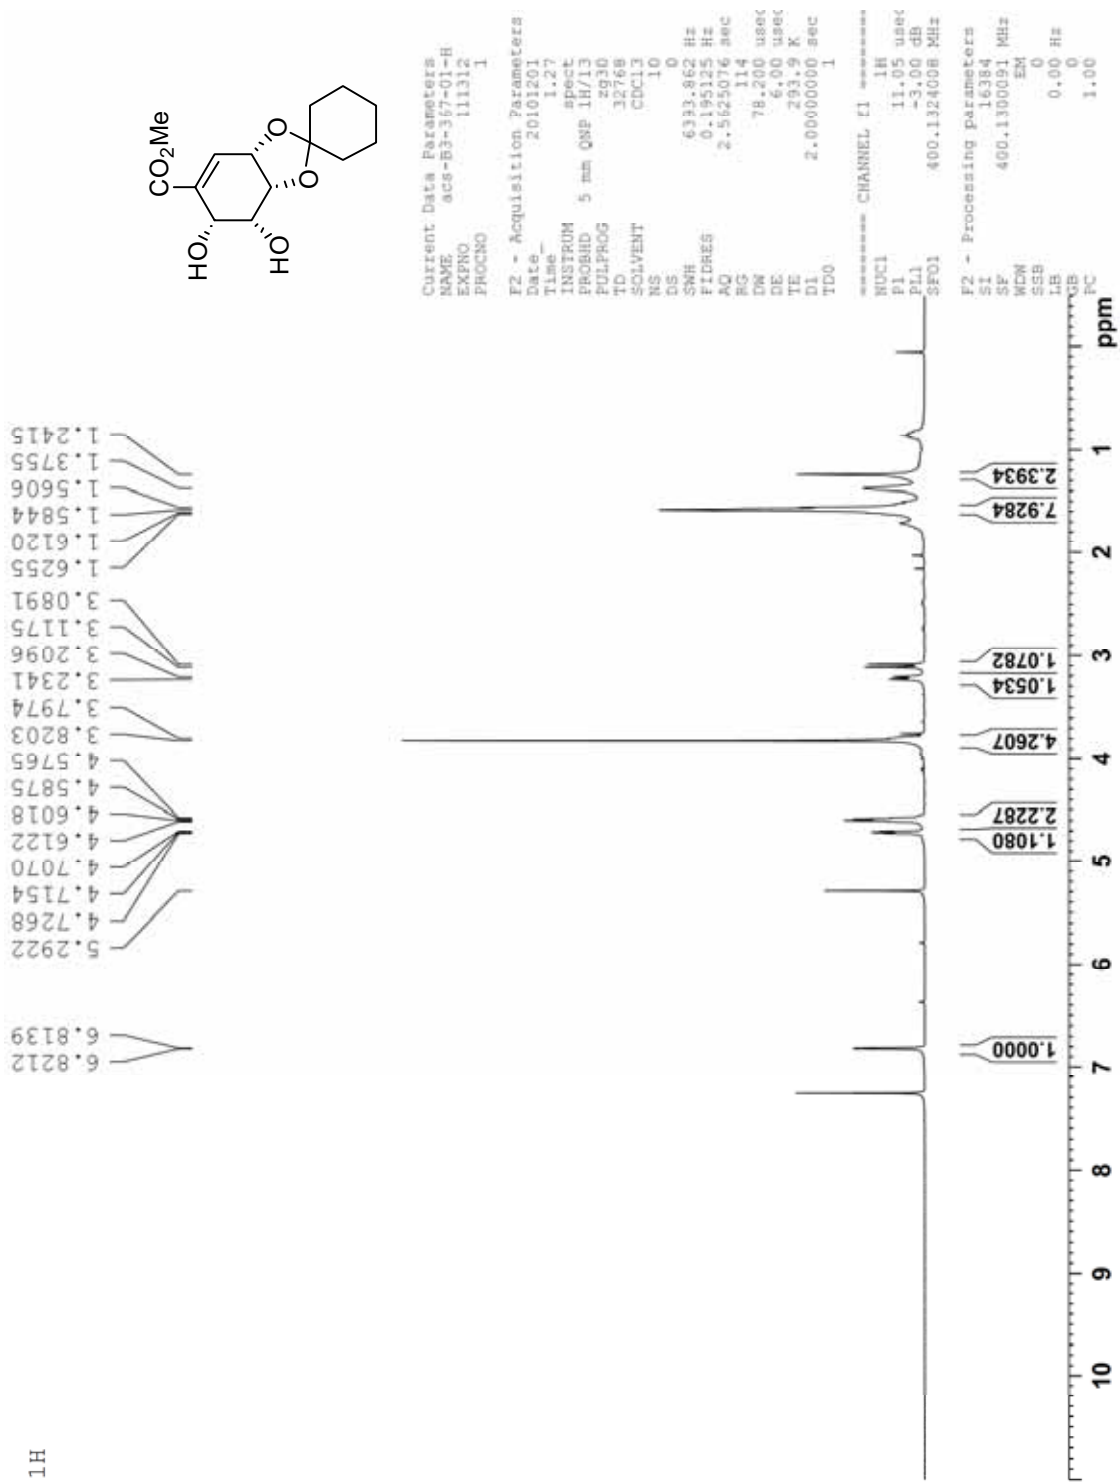 1H
6.8212
6.8139
5.2922
4.7268
4.7154
4.7070
4.6122
4.6018
4.5875
4.5765
3.8203
3.7974
3.2341
3.2096
3.1175
3.0891
1.6255
1.6120
1.5844
1.5606
1.3755
1.2415
CO2Me
HO
HO
O
O
Current Data Parameters
NAME acs-B3-367-01-H
EXPNO 111312
PROCNO 1
F2 - Acquisition Parameters
Date_ 20101201
Time 1.27
INSTRUM spect
PROBHD 5 mm QNP 1H/13
PULPROG zg30
TD 32768
SOLVENT CDCl3
NS 10
DS 0
SWH 6393.862 Hz
FIDRES 0.195125 Hz
AQ 2.5625076 sec
RG 114
DW 78.200 usec
DE 6.00 usec
TE 293.9 K
D1 2.00000000 sec
TD0 1
======== CHANNEL f1 ========
NUC1 1H
P1 11.05 usec
PL1 -3.00 dB
SFO1 400.1324008 MHz
F2 - Processing parameters
SI 16384
SF 400.1300091 MHz
WDW EM
SSB 0
LB 0.00 Hz
GB 0
PC 1.00
1.0000
1.1080
2.2287
4.2607
1.0534
1.0782
7.9284
2.3934
10 9 8 7 6 5 4 3 2 1 ppm